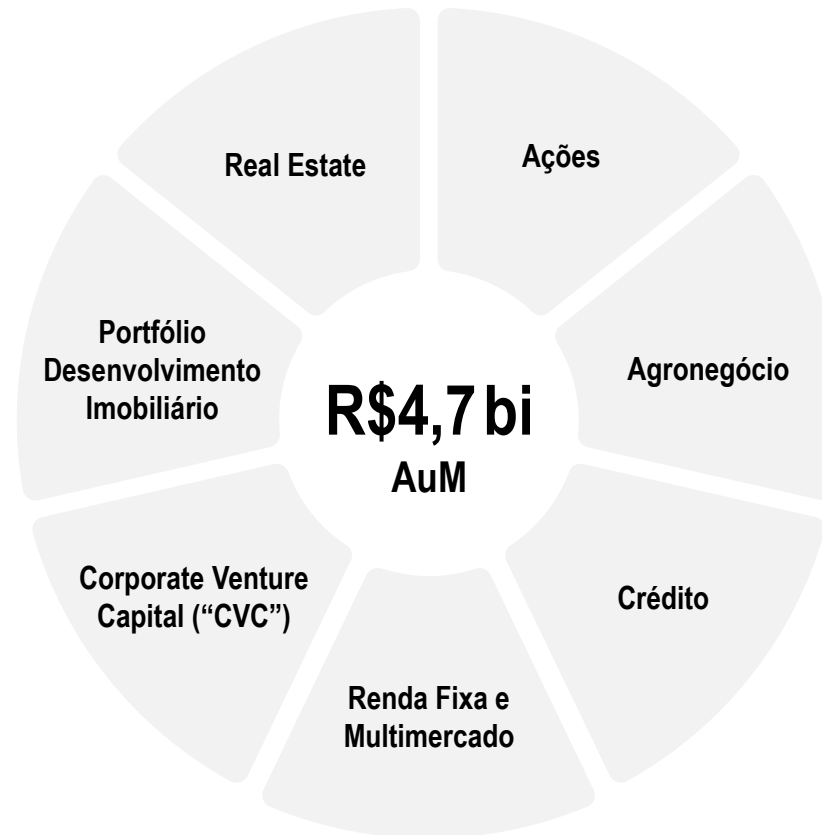 Real Estate
Ações
Portfólio
Desenvolvimento
Imobiliário
Agronegócio
R$4,7 bi
AuM
Corporate Venture
Capital (“CVC”)
Crédito
Renda Fixa e
Multimercado